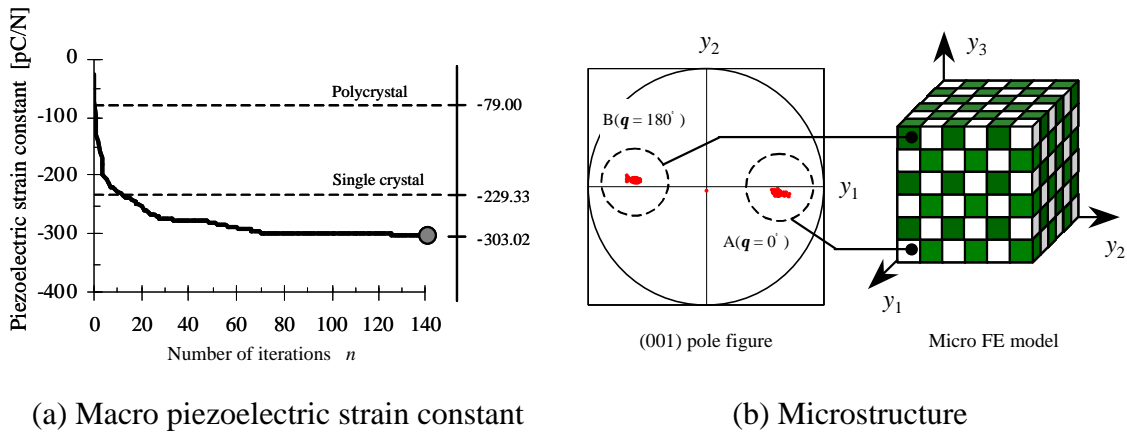 Piezoelectric strain constant [pC/N]
0
-100
-200
-300
-400
0 20 40 60 80 100 120 140
Number of iterations n
Polycrystal
Single crystal
-79.00
-229.33
-303.02
(a) Macro piezoelectric strain constant
y2
B(q = 180°)
y1
A(q = 0°)
(001) pole figure
y3
y2
y1
Micro FE model
(b) Microstructure